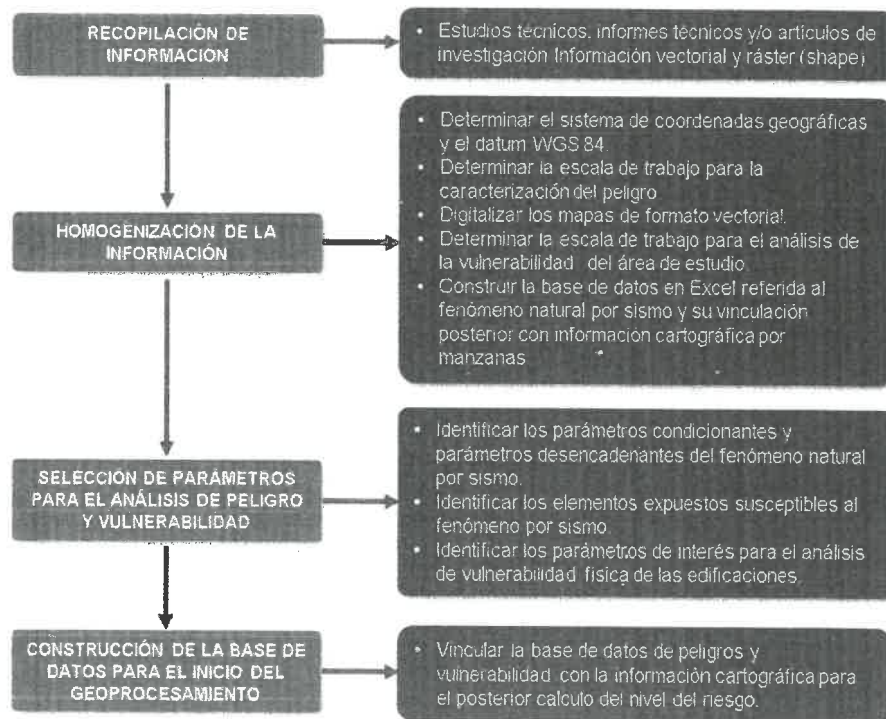 RECOPILACIÓN DE
INFORMACIÓN
• Estudios técnicos, informes técnicos y/o artículos de
investigación Información vectorial y ráster (shape)
HOMOGENIZACIÓN DE LA
INFORMACIÓN
• Determinar el sistema de coordenadas geográficas
y el datum WGS 84.
• Determinar la escala de trabajo para la
caracterización del peligro
• Digitalizar los mapas de formato vectorial.
• Determinar la escala de trabajo para el análisis de
la vulnerabilidad del área de estudio
• Construir la base de datos en Excel referida al
fenómeno natural por sismo y su vinculación
posterior con información cartográfica por
manzanas
SELECCIÓN DE PARÁMETROS
PARA EL ANÁLISIS DE PELIGRO
Y VULNERABILIDAD
• Identificar los parámetros condicionantes y
parámetros desencadenantes del fenómeno natural
por sismo.
• Identificar los elementos expuestos susceptibles al
fenómeno por sismo
• Identificar los parámetros de interés para el análisis
de vulnerabilidad física de las edificaciones
CONSTRUCCIÓN DE LA BASE DE
DATOS PARA EL INICIO DEL
GEOPROCESAMIENTO
• Vincular la base de datos de peligros y
vulnerabilidad con la información cartográfica para
el posterior calculo del nivel del riesgo.